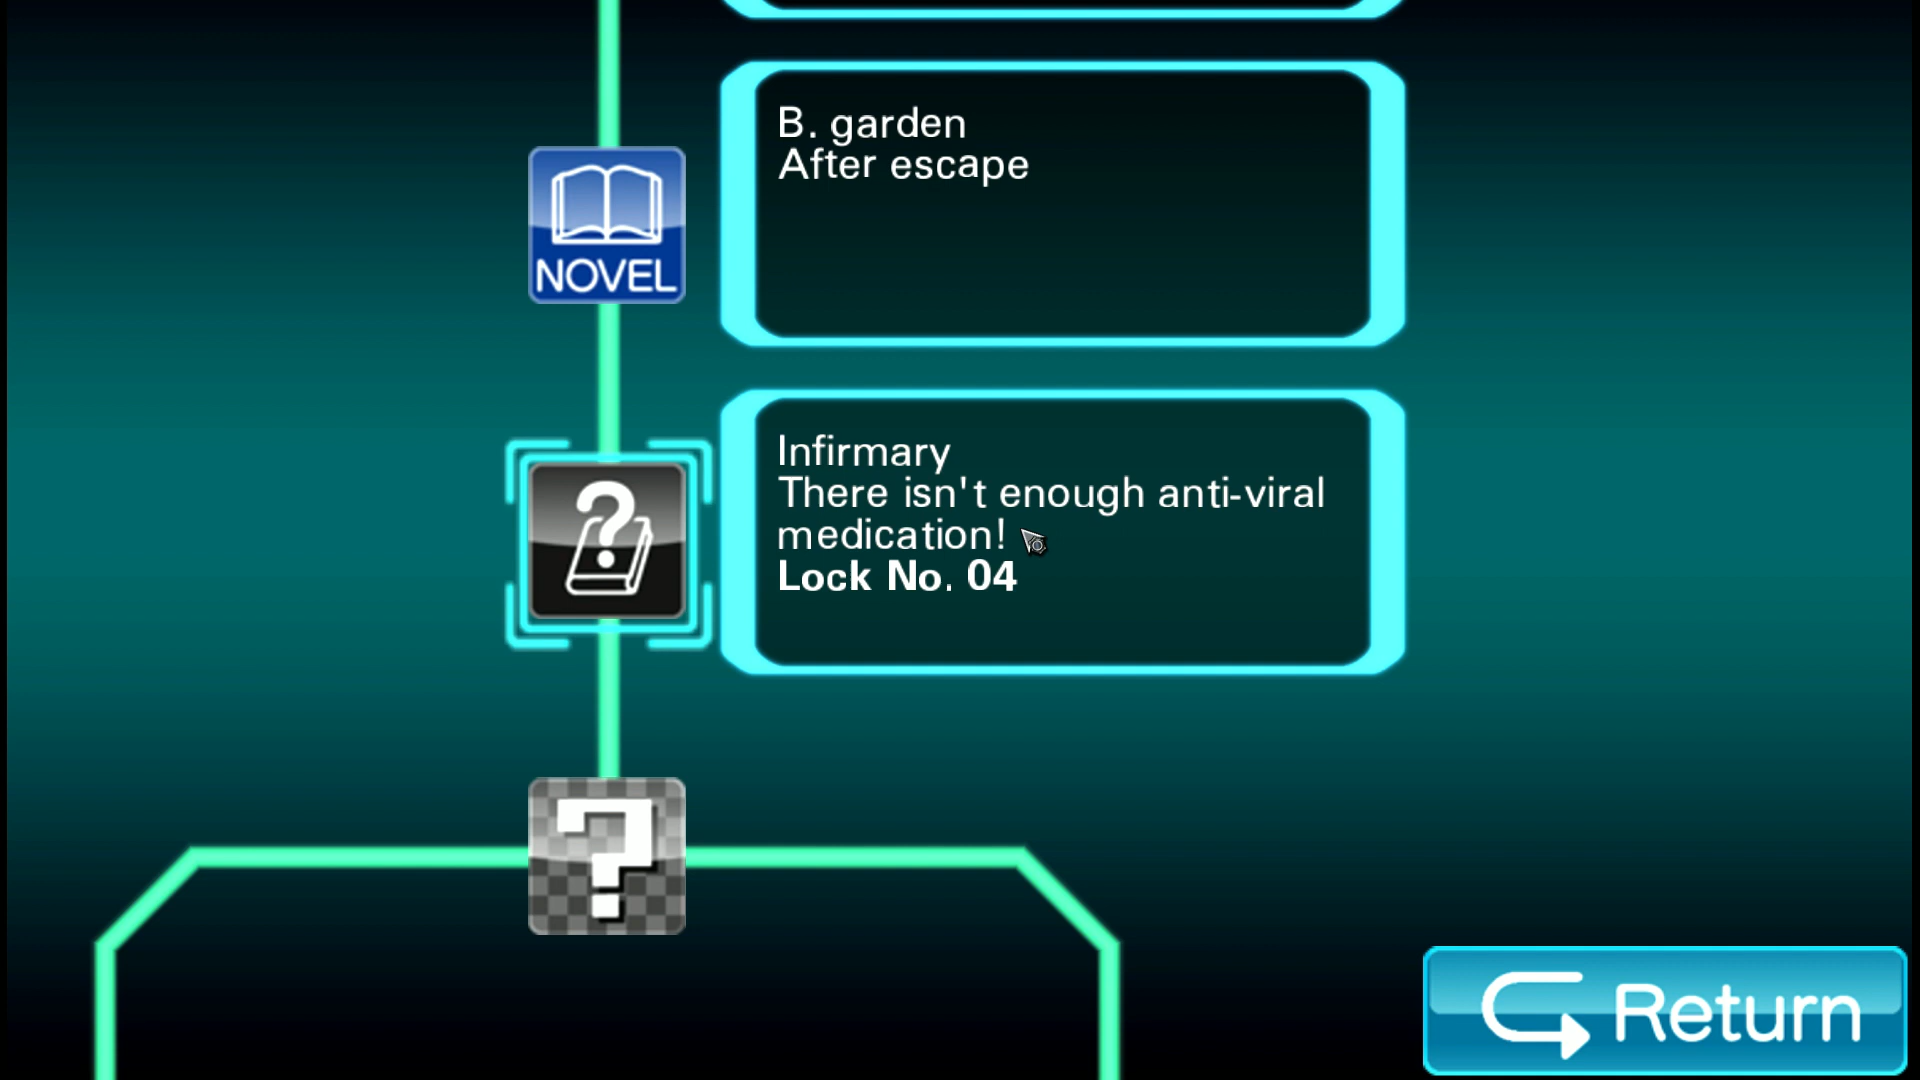 B. garden
After escape
NOVEL
Infirmary
There isn't enough anti-viral
medication!
Lock No. 04
?
?
Return